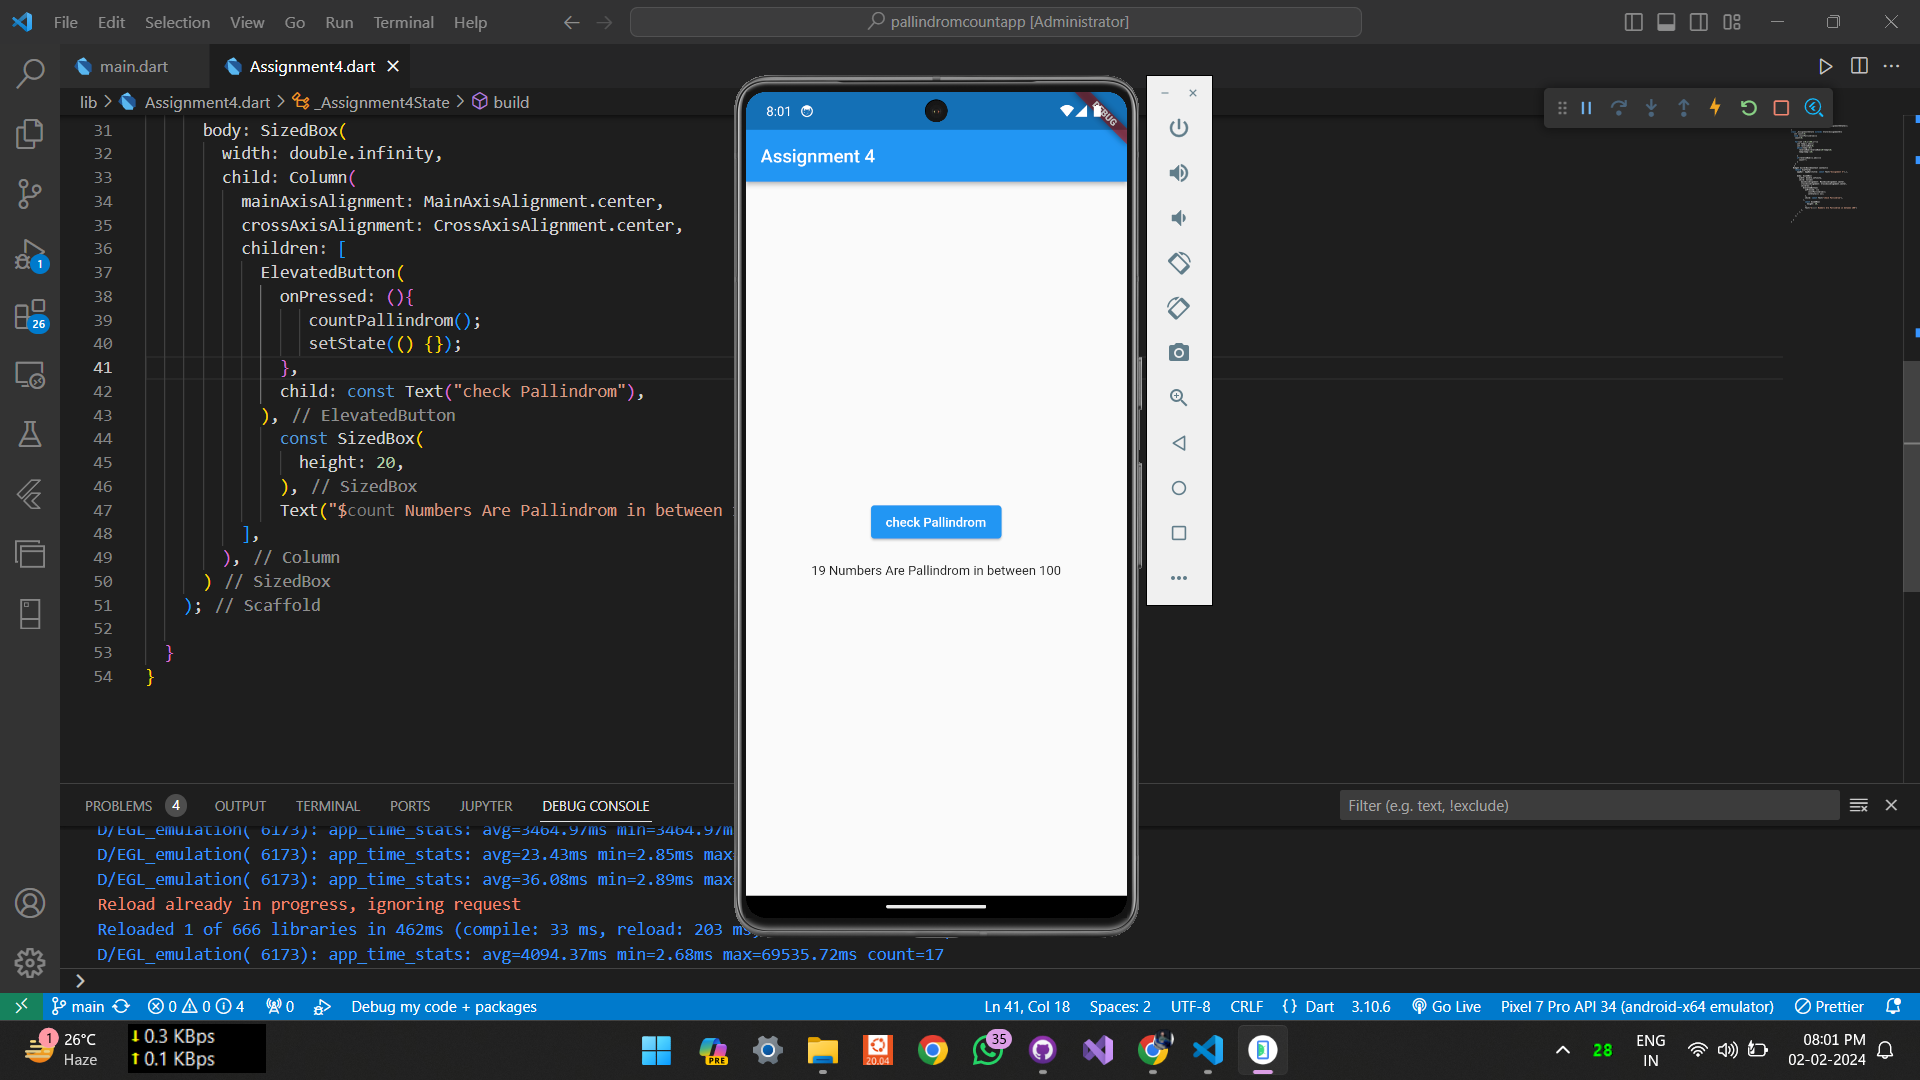 File Edit Selection View Go Run Terminal Help
pallindromcountapp [Administrator]
main.dart
Assignment4.dart
lib > Assignment4.dart > _Assignment4State > build
31 body: SizedBox(
32 width: double.infinity,
33 child: Column(
34 mainAxisAlignment: MainAxisAlignment.center,
35 crossAxisAlignment: CrossAxisAlignment.center,
36 children: [
37 ElevatedButton(
38 onPressed: (){
39 countPallindrom();
40 setState(() {});
41 },
42 child: const Text("check Pallindrom"),
43 ), // ElevatedButton
44 const SizedBox(
45 height: 20,
46 ), // SizedBox
47 Text("$count Numbers Are Pallindrom in between
48 ],
49 ), // Column
50 ) // SizedBox
51 ); // Scaffold
52
53 }
54 }
8:01
DEBUG
Assignment 4
check Pallindrom
19 Numbers Are Pallindrom in between 100
1
26
PROBLEMS 4 OUTPUT TERMINAL PORTS JUPYTER DEBUG CONSOLE
Filter (e.g. text, !exclude)
D/EGL_emulation( 6173): app_time_stats: avg=3464.97ms min=3464.97m
D/EGL_emulation( 6173): app_time_stats: avg=23.43ms min=2.85ms max
D/EGL_emulation( 6173): app_time_stats: avg=36.08ms min=2.89ms max
Reload already in progress, ignoring request
Reloaded 1 of 666 libraries in 462ms (compile: 33 ms, reload: 203 ms,
D/EGL_emulation( 6173): app_time_stats: avg=4094.37ms min=2.68ms max=69535.72ms count=17
main 0 0 4 0 Debug my code + packages
Ln 41, Col 18 Spaces: 2 UTF-8 CRLF {} Dart 3.10.6 Go Live Pixel 7 Pro API 34 (android-x64 emulator) Prettier
1
26°C
Haze
0.3 KBps
0.1 KBps
PRE
20.04
35
28
ENG
IN
08:01 PM
02-02-2024